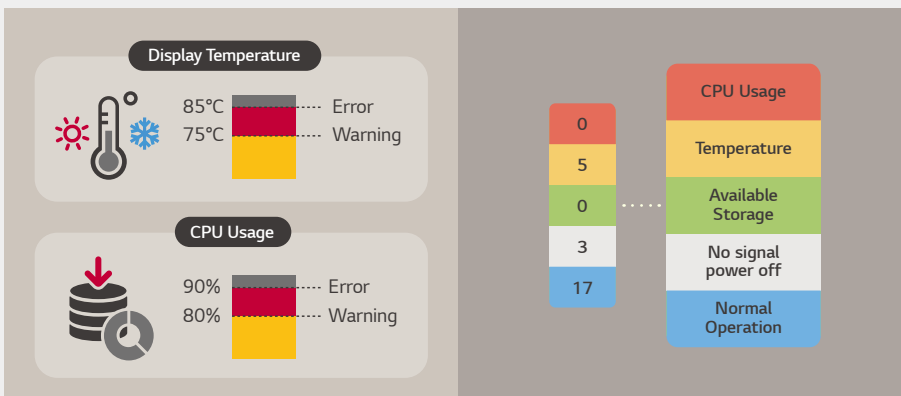 Display Temperature
85°C
Error
75°C
Warning
CPU Usage
90%
Error
80%
Warning
0
5
0
3
17
CPU Usage
Temperature
Available
Storage
No signal
power off
Normal
Operation